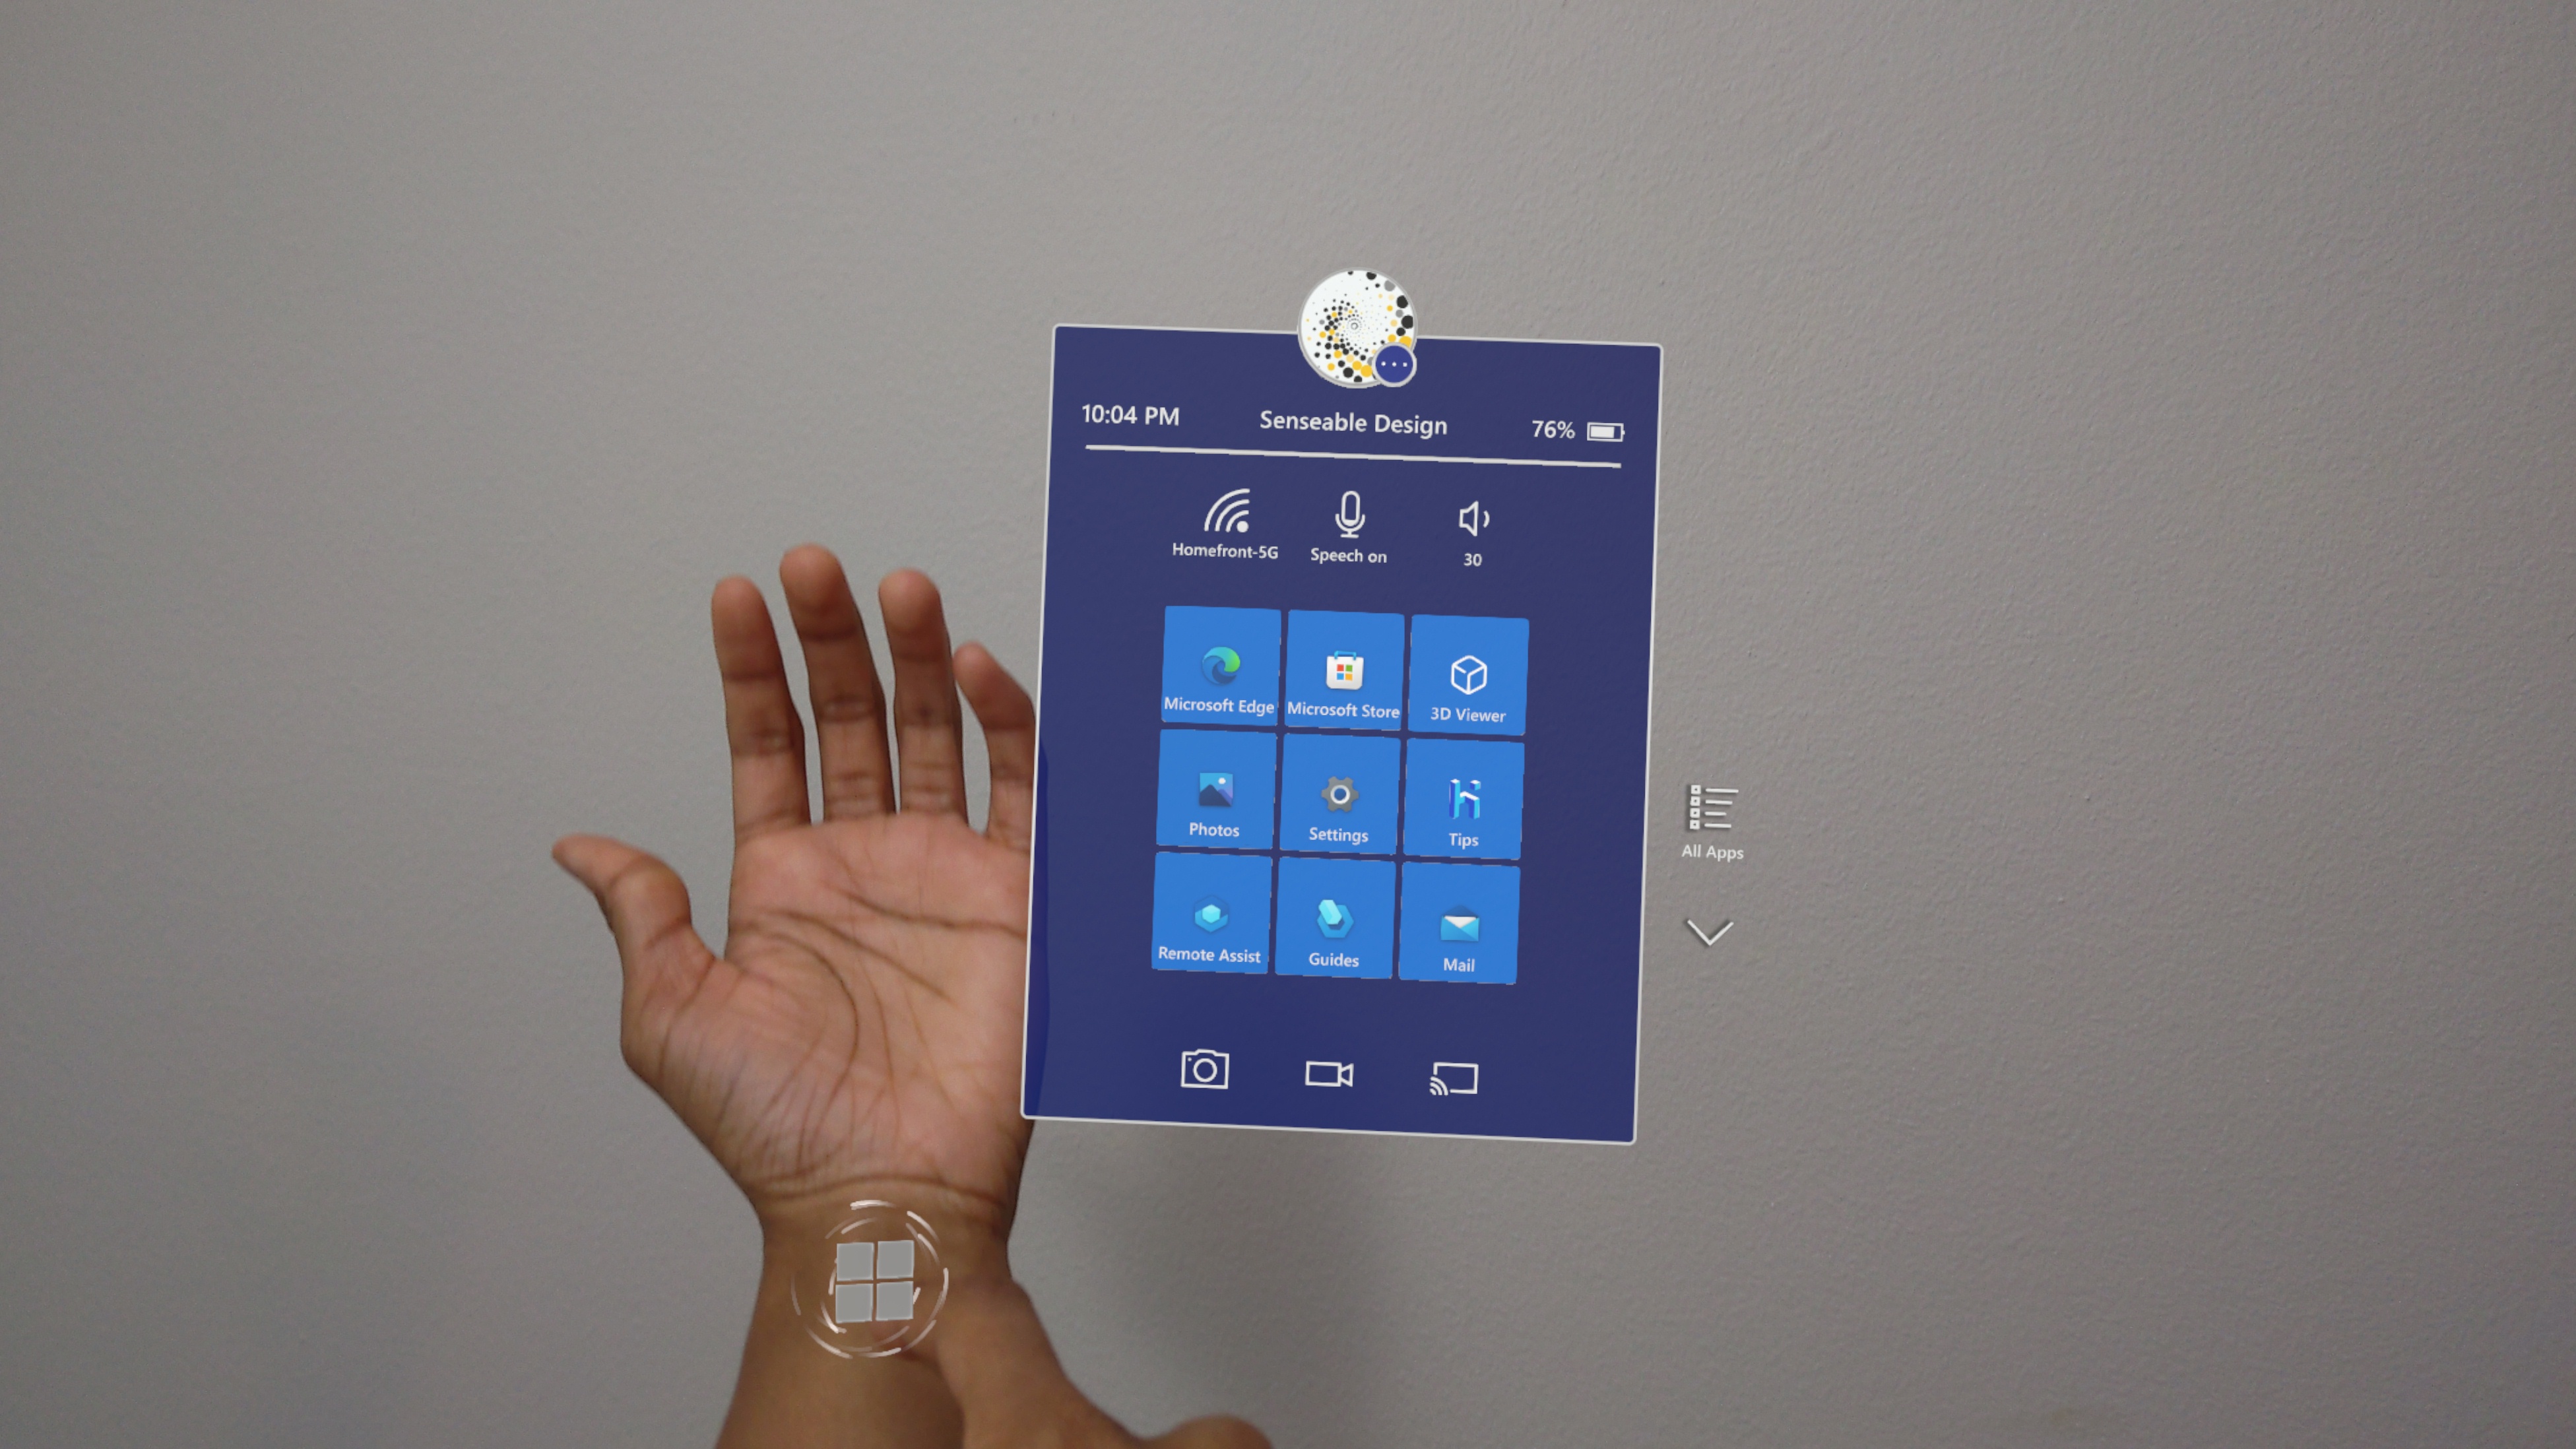 10:04 PM
Senseable Design
76%
Homefront-5G
Speech on
30
Microsoft Edge
Microsoft Store
3D Viewer
Photos
Settings
Tips
Remote Assist
Guides
Mail
All Apps